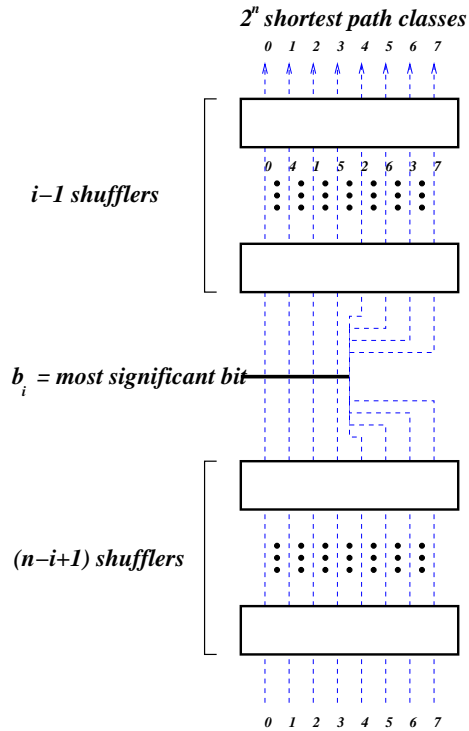 2^n shortest path classes
0 1 2 3 4 5 6 7
i−1 shufflers
0 4 1 5 2 6 3 7
b_i = most significant bit
(n−i+1) shufflers
0 1 2 3 4 5 6 7